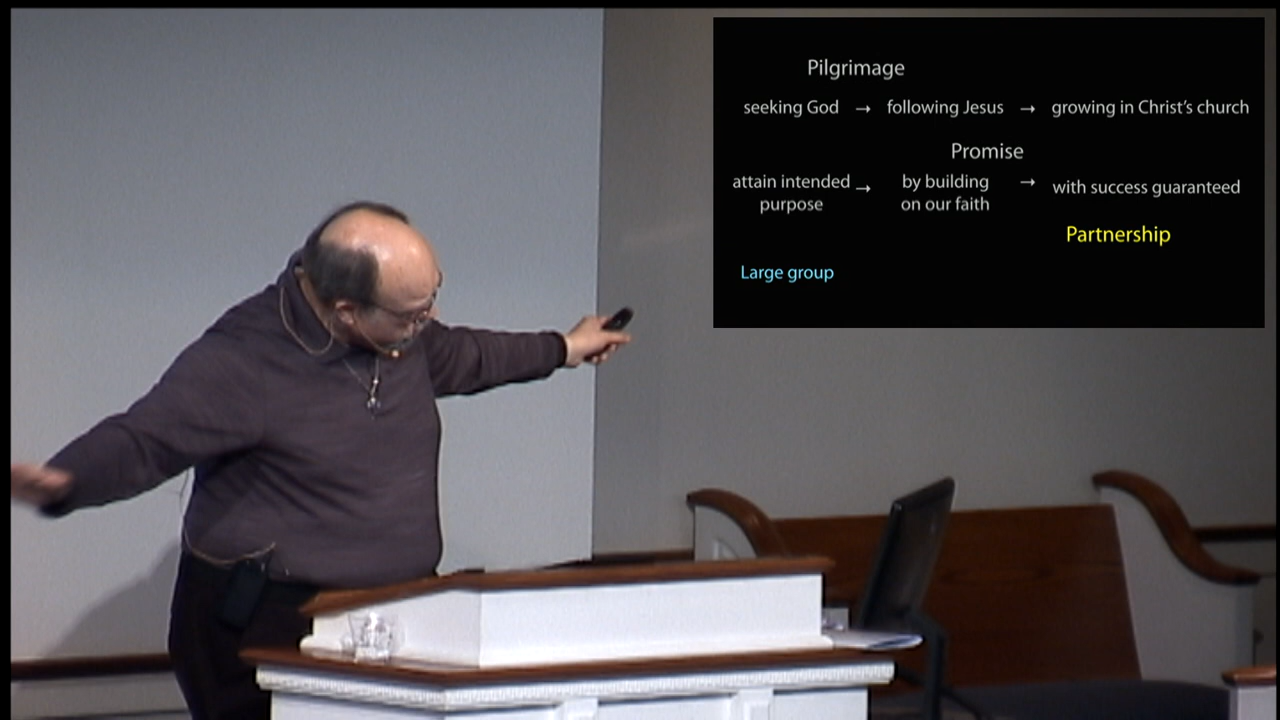 Pilgrimage
seeking God → following Jesus → growing in Christ's church
Promise
attain intended purpose → by building on our faith → with success guaranteed
Partnership
Large group